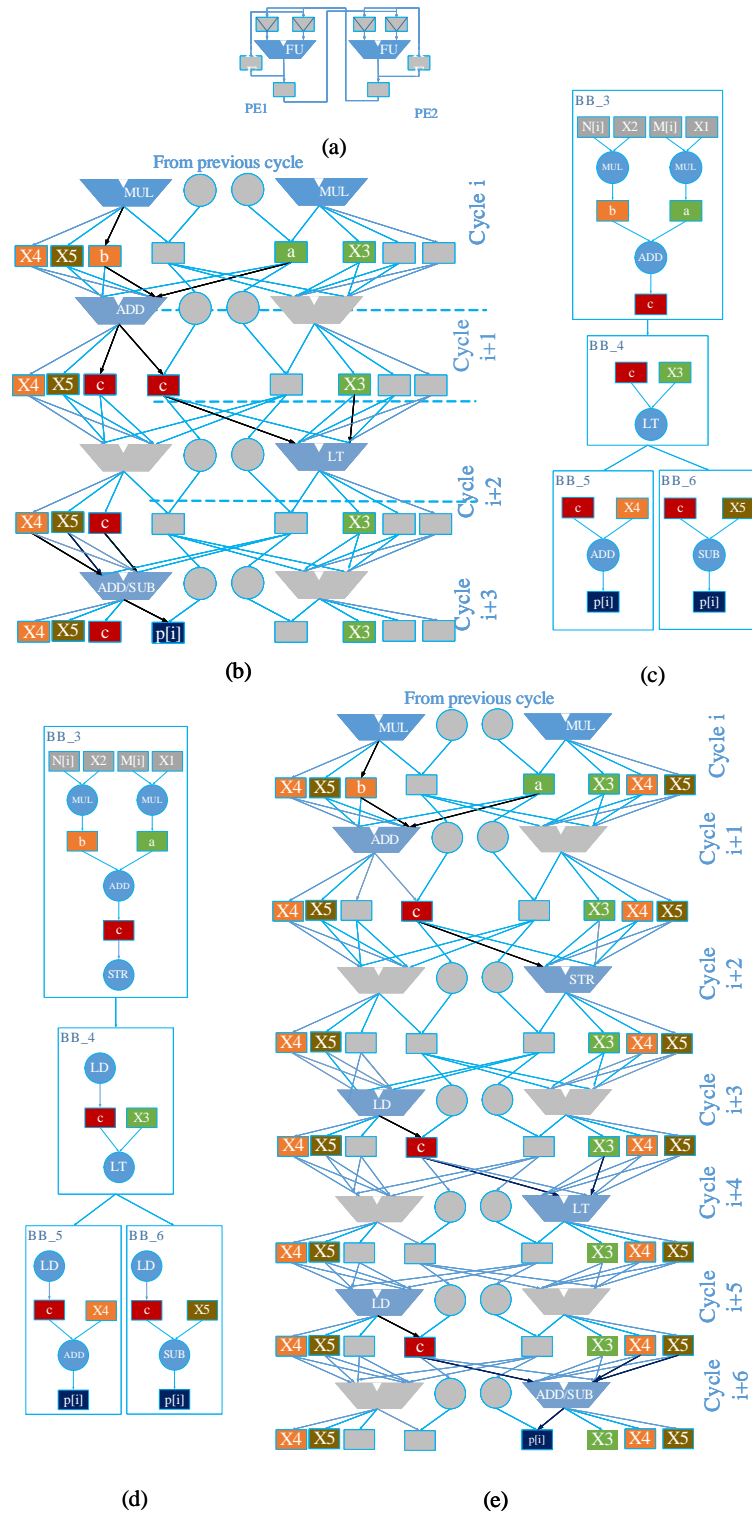 FU FU
PE1 PE2
(a)
From previous cycle
MUL MUL
Cycle i
X4 X5 b a X3
ADD
Cycle
i+1
X4 X5 c c X3
LT
Cycle
i+2
X4 X5 c X3
ADD/SUB
Cycle
i+3
X4 X5 c p[i] X3
(b)
BB_3
N[i] X2 M[i] X1
MUL MUL
b a
ADD
c
BB_4
c X3
LT
BB_5 BB_6
c X4 c X5
ADD SUB
p[i] p[i]
(c)
BB_3
N[i] X2 M[i] X1
MUL MUL
b a
ADD
c
STR
BB_4
LD
c X3
LT
BB_5 BB_6
LD LD
c X4 c X5
ADD SUB
p[i] p[i]
(d)
From previous cycle
MUL MUL
Cycle i
X4 X5 b a X3 X4 X5
ADD
Cycle
i+1
X4 X5 c X3 X4 X5
STR
Cycle
i+2
X4 X5 X3 X4 X5
LD
Cycle
i+3
X4 X5 c X3 X4 X5
LT
Cycle
i+4
X4 X5 X3 X4 X5
LD
Cycle
i+5
X4 X5 c X3 X4 X5
ADD/SUB
Cycle
i+6
X4 X5 p[i] X3 X4 X5
(e)